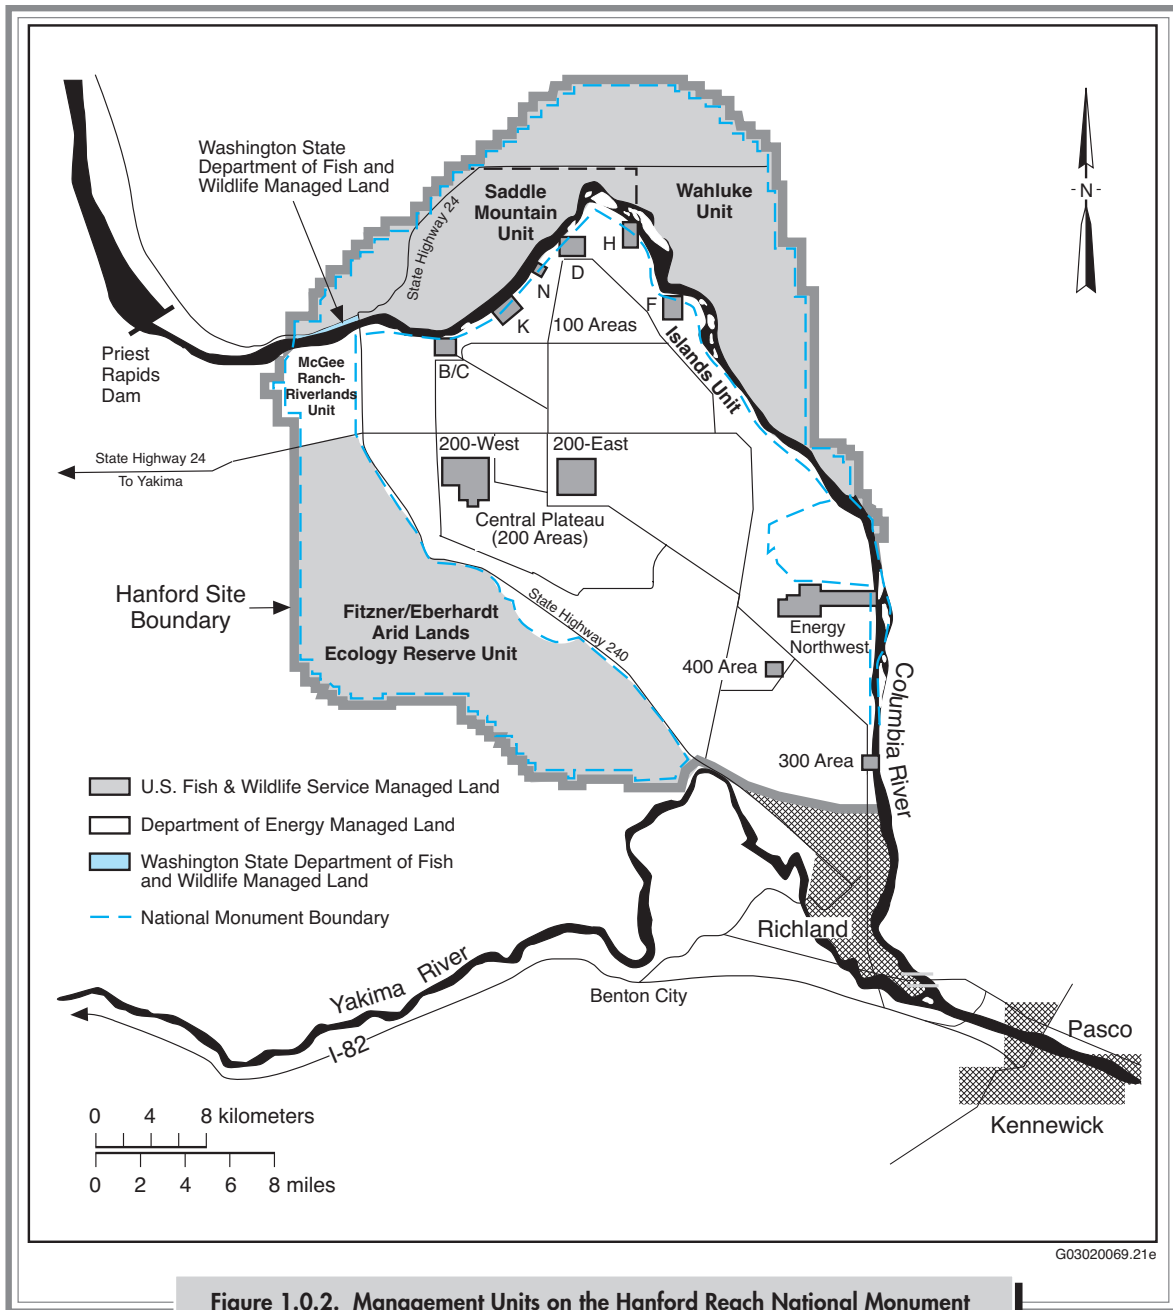 Washington State
Department of Fish and
Wildlife Managed Land
Saddle
Mountain
Unit
Wahluke
Unit
-N-
State Highway 24
H
D
N
K
F
100 Areas
B/C
Islands Unit
Priest
Rapids
Dam
McGee
Ranch-
Riverlands
Unit
State Highway 24
To Yakima
200-West
200-East
Central Plateau
(200 Areas)
Hanford Site
Boundary
Fitzner/Eberhardt
Arid Lands
Ecology Reserve Unit
State Highway 240
Energy
Northwest
400 Area
Columbia River
300 Area
U.S. Fish & Wildlife Service Managed Land
Department of Energy Managed Land
Washington State Department of Fish
and Wildlife Managed Land
National Monument Boundary
Richland
Yakima River
Benton City
I-82
Pasco
Kennewick
0 4 8 kilometers
0 2 4 6 8 miles
G03020069.21e
Figure 1.0.2. Management Units on the Hanford Reach National Monument